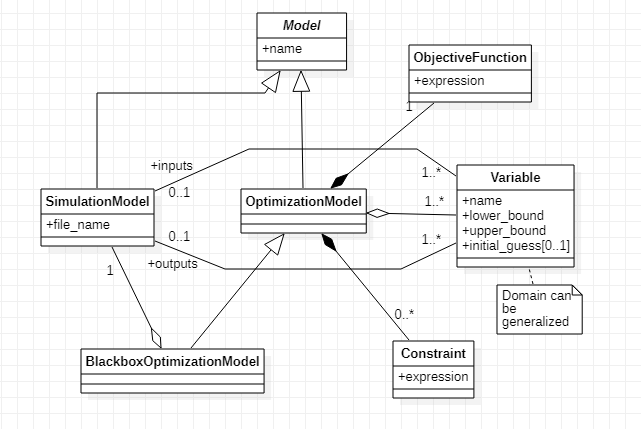 Model
+name
ObjectiveFunction
+expression
1
+inputs
0..1
1..*
SimulationModel
+file_name
OptimizationModel
1..*
Variable
+name
+lower_bound
+upper_bound
+initial_guess[0..1]
0..1
+outputs
1..*
1
Domain can
be
generalized
0..*
BlackboxOptimizationModel
Constraint
+expression